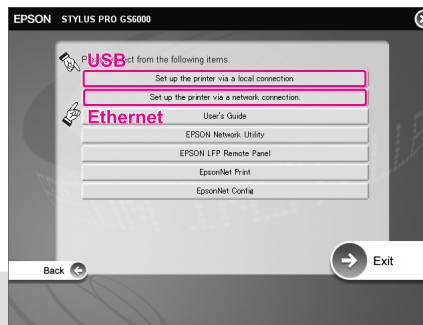 EPSON STYLUS PRO GS6000
ct from the following items.
USB
Set up the printer via a local connection.
Set up the printer via a network connection.
Ethernet
User's Guide
EPSON Network Utility
EPSON LFP Remote Panel
EpsonNet Print
EpsonNet Config
Exit
Back